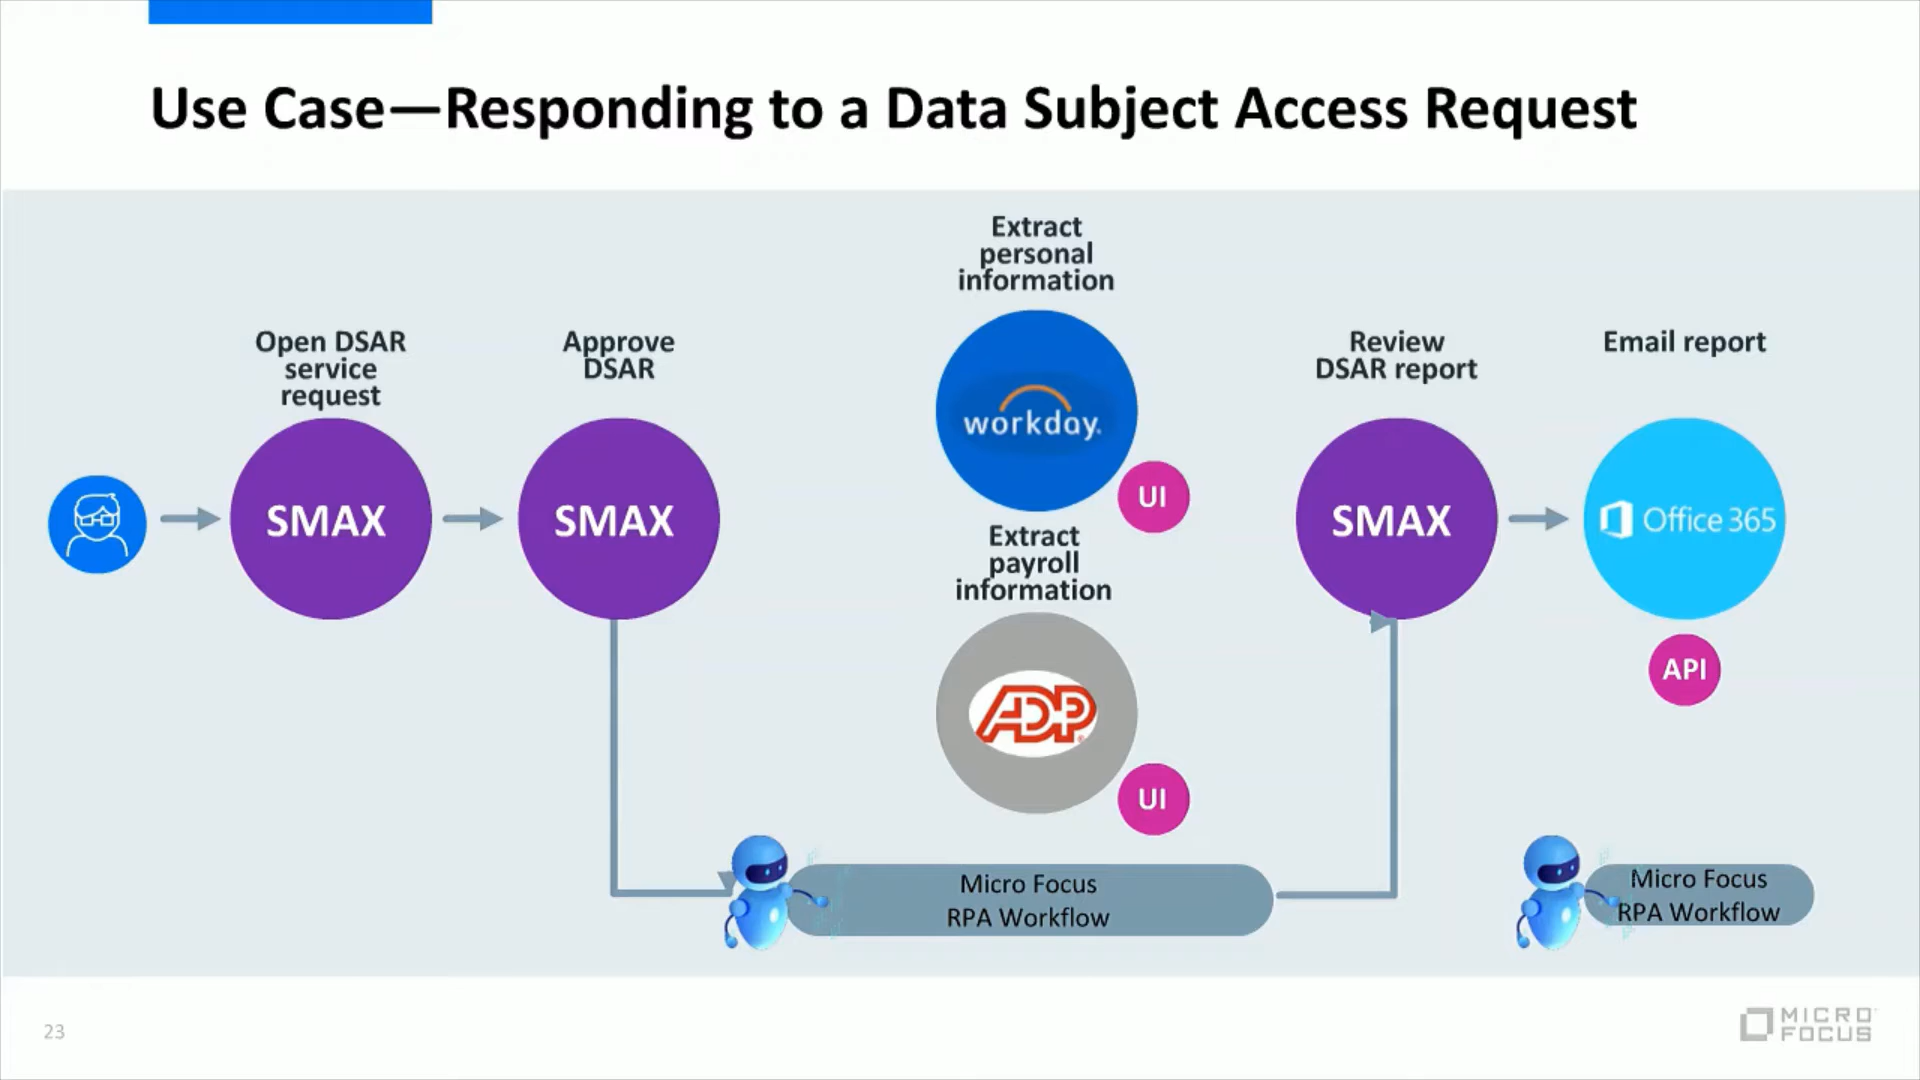 Use Case—Responding to a Data Subject Access Request
Open DSAR
service
request
SMAX
Approve
DSAR
SMAX
Extract
personal
information
workday.
UI
Extract
payroll
information
ADP
UI
Micro Focus
RPA Workflow
Review
DSAR report
SMAX
Email report
Office 365
API
Micro Focus
RPA Workflow
23
MICRO
FOCUS